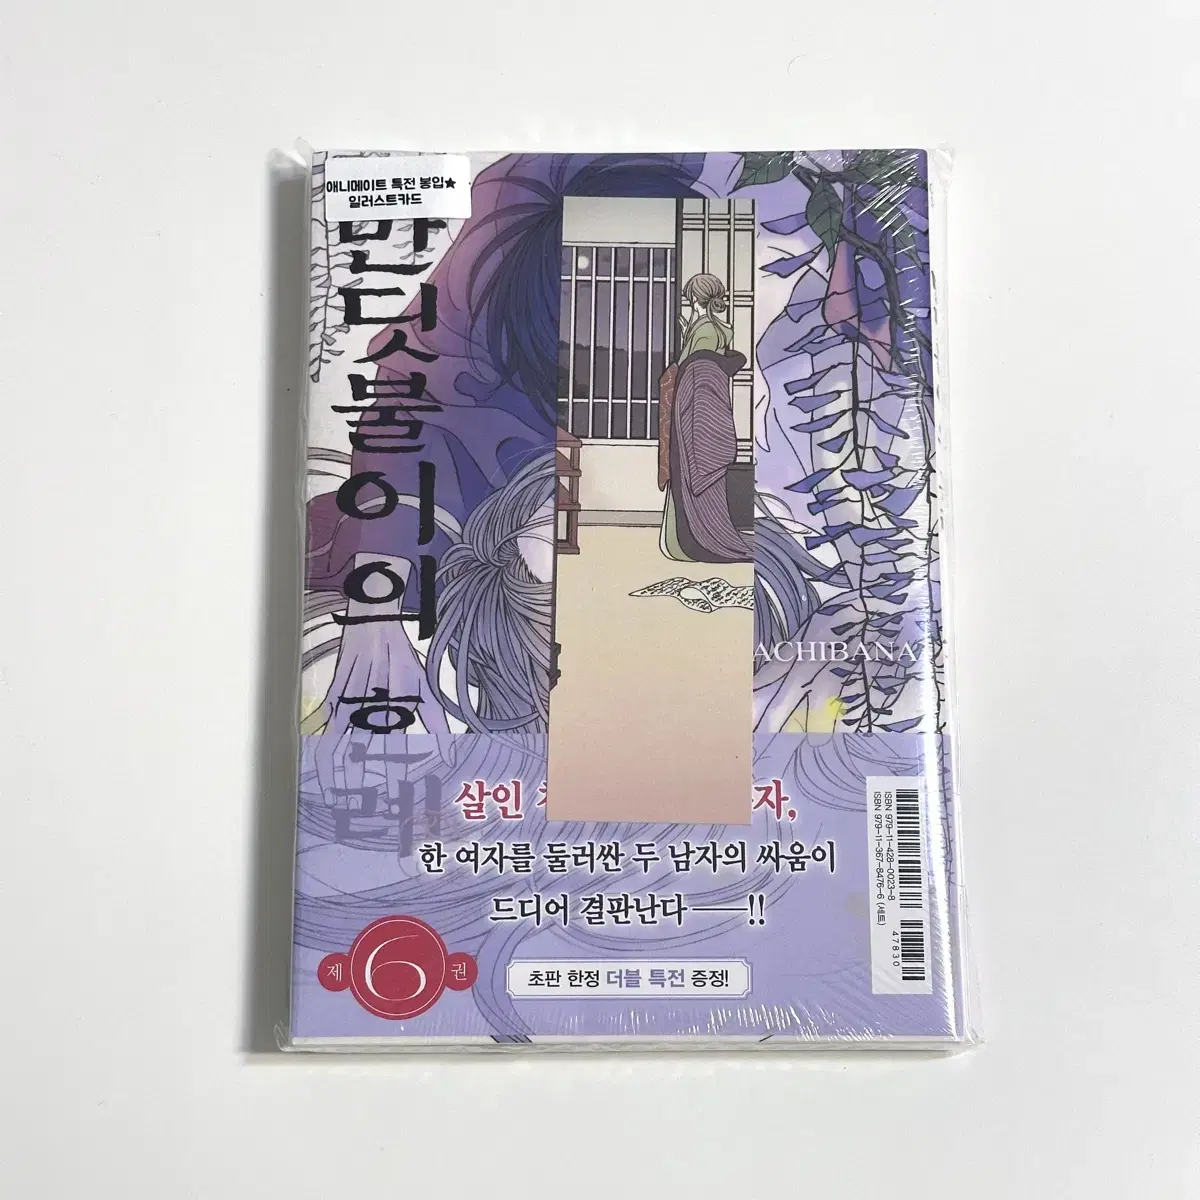 애니메이트 특전 봉입★
일러스트카드
반딧불이의 혼례
ACHIBANA
살인
자,
한 여자를 둘러싼 두 남자의 싸움이
드디어 결판난다──!!
제 6 권
초판 한정 더블 특전 증정!
ISBN 979-11-428-0023-8
ISBN 979-11-367-8476-6 (세트)
47830